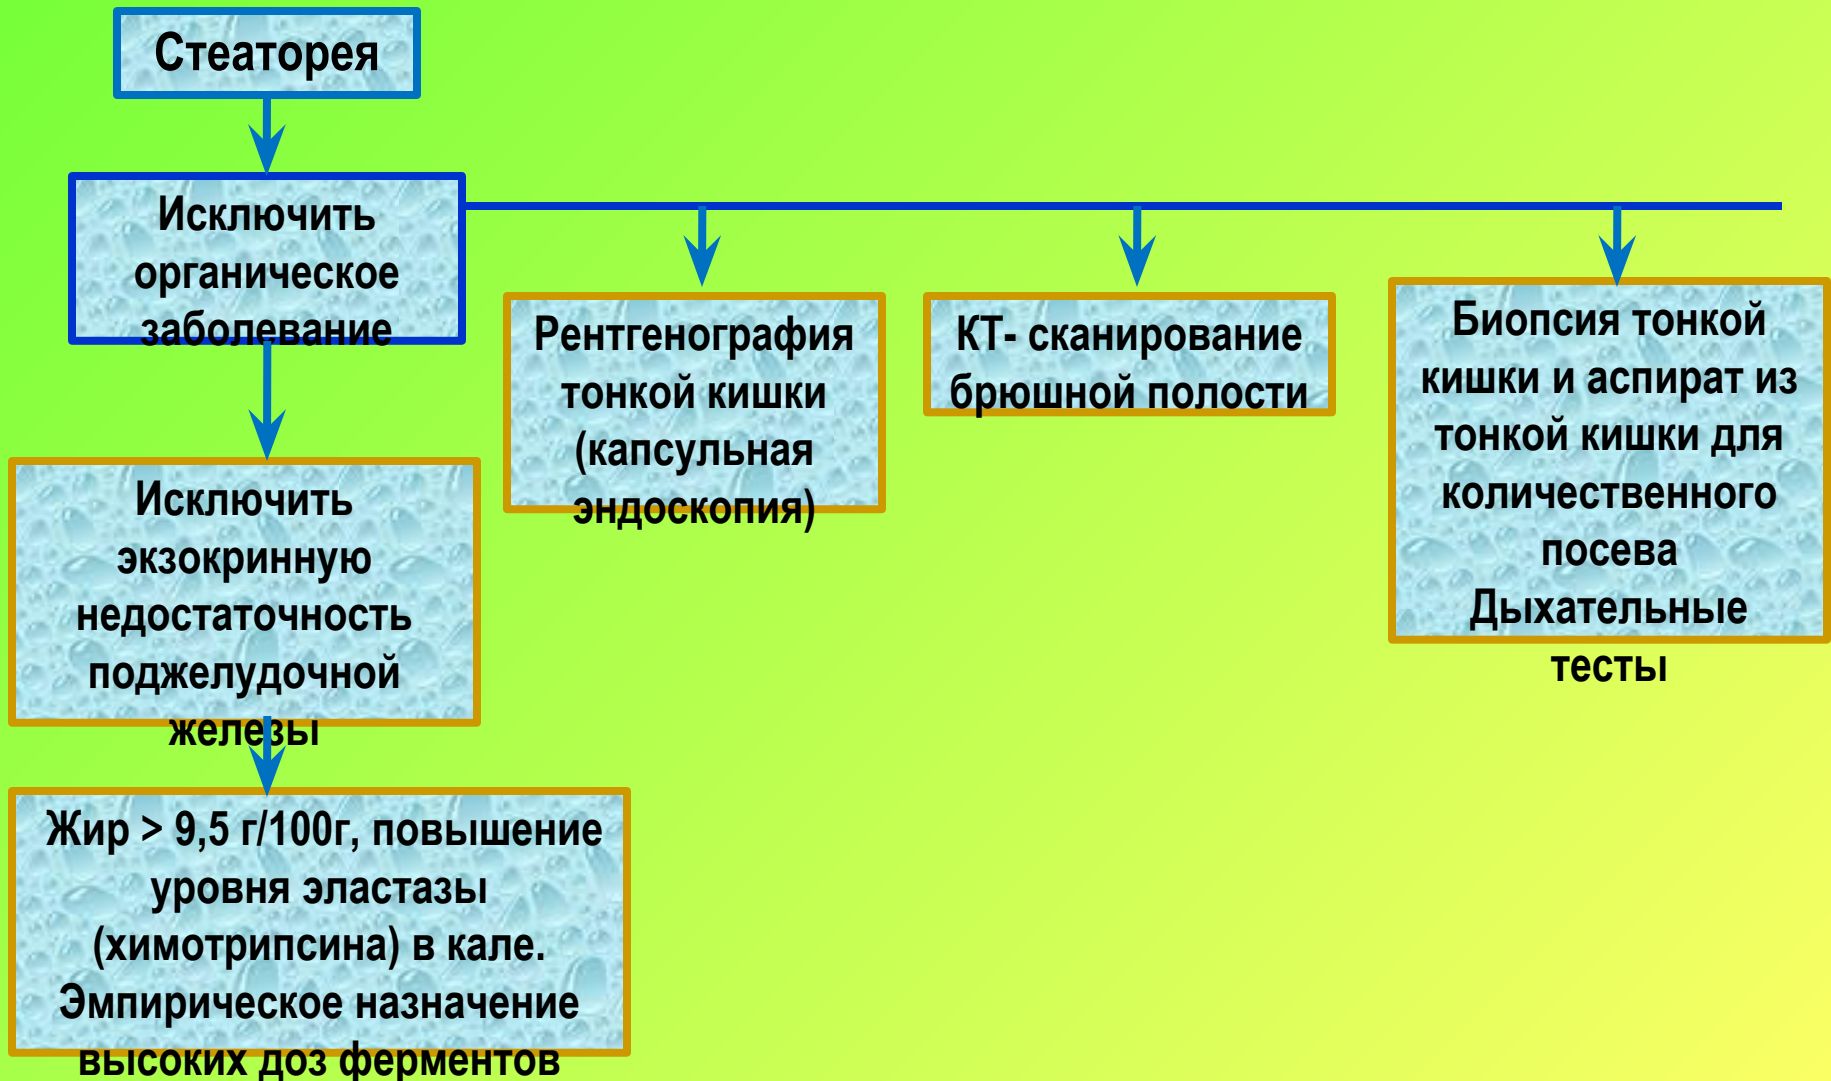 Стеаторея
Исключить
органическое
заболевание
Рентгенография
тонкой кишки
(капсульная
эндоскопия)
КТ- сканирование
брюшной полости
Биопсия тонкой
кишки и аспират из
тонкой кишки для
количественного
посева
Дыхательные
тесты
Исключить
экзокринную
недостаточность
поджелудочной
железы
Жир > 9,5 г/100г, повышение
уровня эластазы
(химотрипсина) в кале.
Эмпирическое назначение
высоких доз ферментов